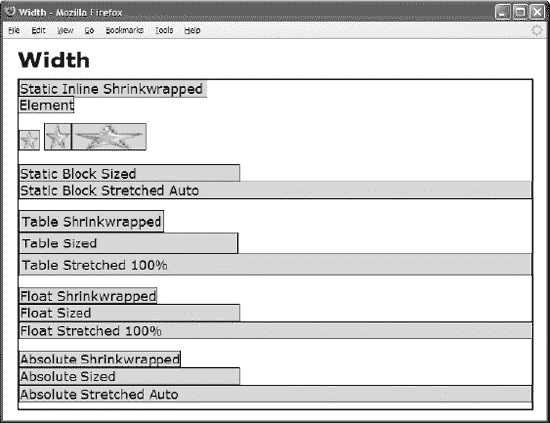 Width - Mozilla Firefox
File Edit View Go Bookmarks Tools Help
Width
Static Inline Shrinkwrapped
Element
Static Block Sized
Static Block Stretched Auto
Table Shrinkwrapped
Table Sized
Table Stretched 100%
Float Shrinkwrapped
Float Sized
Float Stretched 100%
Absolute Shrinkwrapped
Absolute Sized
Absolute Stretched Auto